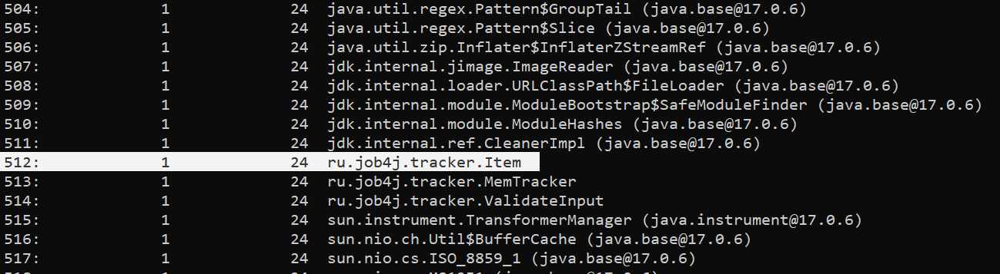 504: 1 24 java.util.regex.Pattern$GroupTail (java.base@17.0.6)
505: 1 24 java.util.regex.Pattern$Slice (java.base@17.0.6)
506: 1 24 java.util.zip.Inflater$InflaterZStreamRef (java.base@17.0.6)
507: 1 24 jdk.internal.jimage.ImageReader (java.base@17.0.6)
508: 1 24 jdk.internal.loader.URLClassPath$FileLoader (java.base@17.0.6)
509: 1 24 jdk.internal.module.ModuleBootstrap$SafeModuleFinder (java.base@17.0.6)
510: 1 24 jdk.internal.module.ModuleHashes (java.base@17.0.6)
511: 1 24 jdk.internal.ref.CleanerImpl (java.base@17.0.6)
512: 1 24 ru.job4j.tracker.Item
513: 1 24 ru.job4j.tracker.MemTracker
514: 1 24 ru.job4j.tracker.ValidateInput
515: 1 24 sun.instrument.TransformerManager (java.instrument@17.0.6)
516: 1 24 sun.nio.ch.Util$BufferCache (java.base@17.0.6)
517: 1 24 sun.nio.cs.ISO_8859_1 (java.base@17.0.6)